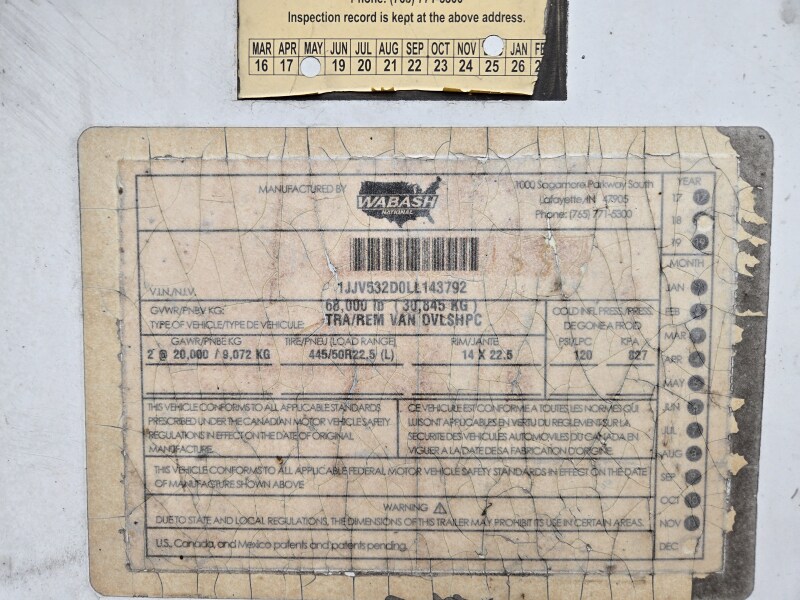 Inspection record is kept at the above address.
MAR APR MAY JUN JUL AUG SEP OCT NOV JAN
16 17 19 20 21 22 23 24 25 26
MANUFACTURED BY
WABASH
NATIONAL
1000 Sagamore Parkway South
Lafayette, IN 47905
Phone: (765) 771-6300
YEAR
17
18
19
MONTH
JAN
FEB
MAR
APR
MAY
JUN
JUL
AUG
SEP
OCT
NOV
DEC
V.I.N./N.I.V.
1JJV532D0LL143792
GVWR/PNBV KG:
68,000 lb ( 30,845 KG )
TYPE OF VEHICLE/TYPE DE VEHICULE:
TRA/REM VAN DVLSHPC
COLD INFL. PRESS./PRESS.
DE GONF. A FROID
GAWR/PNBE KG TIRE/PNEU (LOAD RANGE) RIM/JANTE PSI/LPC KPA
2 @ 20,000 / 9,072 KG 445/50R22.5 (L) 14 X 22.5 120 827
THIS VEHICLE CONFORMS TO ALL APPLICABLE STANDARDS
PRESCRIBED UNDER THE CANADIAN MOTOR VEHICLE SAFETY
REGULATIONS IN EFFECT ON THE DATE OF ORIGINAL
MANUFACTURE.
CE VEHICULE EST CONFORME A TOUTES LES NORMES QUI
LUI SONT APPLICABLES EN VERTU DU REGLEMENT SUR LA
SECURITE DES VEHICULES AUTOMOVILES DU CANADA EN
VIGUER A LA DATE DE SA FABRICATION D'ORIGINE.
THIS VEHICLE CONFORMS TO ALL APPLICABLE FEDERAL MOTOR VEHICLE SAFETY STANDARDS IN EFFECT ON THE DATE
OF MANUFACTURE SHOWN ABOVE
WARNING
DUE TO STATE AND LOCAL REGULATIONS, THE DIMENSIONS OF THIS TRAILER MAY PROHIBIT ITS USE IN CERTAIN AREAS.
U.S., Canada, and Mexico patents and patents pending.